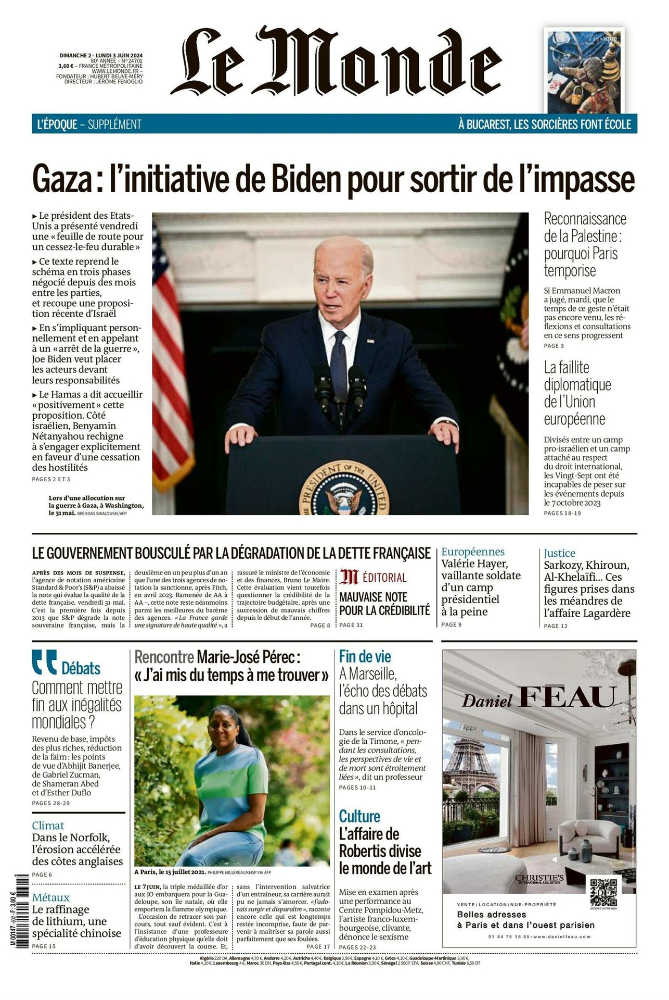 DIMANCHE 2 - LUNDI 3 JUIN 2024
80E ANNÉE – NO 24701
3,60 € – FRANCE MÉTROPOLITAINE
WWW.LEMONDE.FR –
FONDATEUR : HUBERT BEUVE-MÉRY
DIRECTEUR : JÉRÔME FENOGLIO
Le Monde
L'ÉPOQUE – SUPPLÉMENT
À BUCAREST, LES SORCIÈRES FONT ÉCOLE
Gaza : l'initiative de Biden pour sortir de l'impasse
▶ Le président des Etats-
Unis a présenté vendredi
une « feuille de route pour
un cessez-le-feu durable »
▶ Ce texte reprend le
schéma en trois phases
négocié depuis des mois
entre les parties,
et recoupe une proposi-
tion récente d'Israël
▶ En s'impliquant person-
nellement et en appelant
à un « arrêt de la guerre »,
Joe Biden veut placer
les acteurs devant
leurs responsabilités
▶ Le Hamas a dit accueillir
« positivement » cette
proposition. Côté
israélien, Benyamin
Nétanyahou rechigne
à s'engager explicitement
en faveur d'une cessation
des hostilités
PAGES 2 ET 3
Lors d'une allocution sur
la guerre à Gaza, à Washington,
le 31 mai. BRENDAN SMIALOWSKI/AFP
PRESIDENT OF THE UNITED
Reconnaissance
de la Palestine :
pourquoi Paris
temporise
Si Emmanuel Macron
a jugé, mardi, que le
temps de ce geste n'était
pas encore venu, les ré-
flexions et consultations
en ce sens progressent
PAGE 3
La faillite
diplomatique
de l'Union
européenne
Divisés entre un camp
pro-israélien et un camp
attaché au respect
du droit international,
les Vingt-Sept ont été
incapables de peser sur
les événements depuis
le 7 octobre 2023
PAGES 18-19
LE GOUVERNEMENT BOUSCULÉ PAR LA DÉGRADATION DE LA DETTE FRANÇAISE
APRÈS DES MOIS DE SUSPENSE,
l'agence de notation américaine
Standard & Poor's (S&P) a abaissé
la note qui évalue la qualité de la
dette française, vendredi 31 mai.
C'est la première fois depuis
2013 que S&P dégrade la note
souveraine française, mais la
deuxième en un peu plus d'un an
que l'une des trois agences de no-
tation la sanctionne, après Fitch,
en avril 2023. Ramenée de AA à
AA –, cette note reste néanmoins
parmi les meilleures du barème
des agences. « La France garde
une signature de haute qualité », a
rassuré le ministre de l'économie
et des finances, Bruno Le Maire.
Cette évaluation vient toutefois
questionner la crédibilité de la
trajectoire budgétaire, après une
succession de mauvais chiffres
depuis le début de l'année.
PAGE 8
M ÉDITORIAL
MAUVAISE NOTE
POUR LA CRÉDIBILITÉ
PAGE 31
Européennes
Valérie Hayer,
vaillante soldate
d'un camp
présidentiel
à la peine
PAGE 9
Justice
Sarkozy, Khiroun,
Al-Khelaïfi... Ces
figures prises dans
les méandres de
l'affaire Lagardère
PAGE 12
Débats
Comment mettre
fin aux inégalités
mondiales ?
Revenu de base, impôts
des plus riches, réduction
de la faim : les points
de vue d'Abhijit Banerjee,
de Gabriel Zucman,
de Shameran Abed
et d'Esther Duflo
PAGES 28-29
Climat
Dans le Norfolk,
l'érosion accélérée
des côtes anglaises
PAGE 6
Métaux
Le raffinage
de lithium, une
spécialité chinoise
PAGE 15
Rencontre Marie-José Pérec :
« J'ai mis du temps à me trouver »
A Paris, le 15 juillet 2021. PHILIPPE MILLEREAU/KMSP VIA AFP
LE 7 JUIN, la triple médaillée d'or
aux JO embarquera pour la Gua-
deloupe, son île natale, où elle
emportera la flamme olympique.
L'occasion de retracer son par-
cours, tout sauf évident. C'est à
l'insistance d'une professeure
d'éducation physique qu'elle doit
d'avoir découvert la course. Et,
sans l'intervention salvatrice
d'un entraîneur, sa carrière aurait
pu ne jamais s'amorcer. « J'ado-
rais surgir et disparaître », raconte
encore celle qui est longtemps
restée incomprise, faute de par-
venir à maîtriser sa parole aussi
parfaitement que ses foulées.
PAGE 17
Fin de vie
A Marseille,
l'écho des débats
dans un hôpital
Dans le service d'oncolo-
gie de la Timone, « pen-
dant les consultations,
les perspectives de vie et
de mort sont étroitement
liées », dit un professeur
PAGES 10-11
Culture
L'affaire de
Robertis divise
le monde de l'art
Mise en examen après
une performance au
Centre Pompidou-Metz,
l'artiste franco-luxem-
bourgeoise, clivante,
dénonce le sexisme
PAGES 22-23
Daniel FĒAU
CHRISTIE'S
INTERNATIONAL REAL ESTATE
ESTIMEZ VOTRE BIEN
VENTE | LOCATION | NUE-PROPRIÉTÉ
Belles adresses
à Paris et dans l'ouest parisien
01 84 75 18 85 • www.danielfeau.com
M 00147 - 602 - F: 3,60 €
Algérie 220 DA, Allemagne 4,70 €, Andorre 4,20 €, Autriche 4,40 €, Belgique 3,90 €, Espagne 4,10 €, Grèce 4,10 €, Guadeloupe-Martinique 3,90 €,
Italie 4,10 €, Luxembourg 4 €, Maroc 30 DH, Pays-Bas 4,50 €, Portugal cont. 4,10 €, La Réunion 3,90 €, Sénégal 2 500 F CFA, Suisse 4,80 CHF, Tunisie 6,50 DT